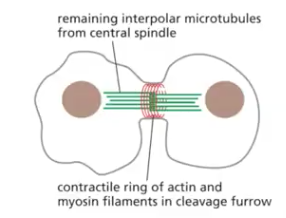 remaining interpolar microtubules
from central spindle
contractile ring of actin and
myosin filaments in cleavage furrow